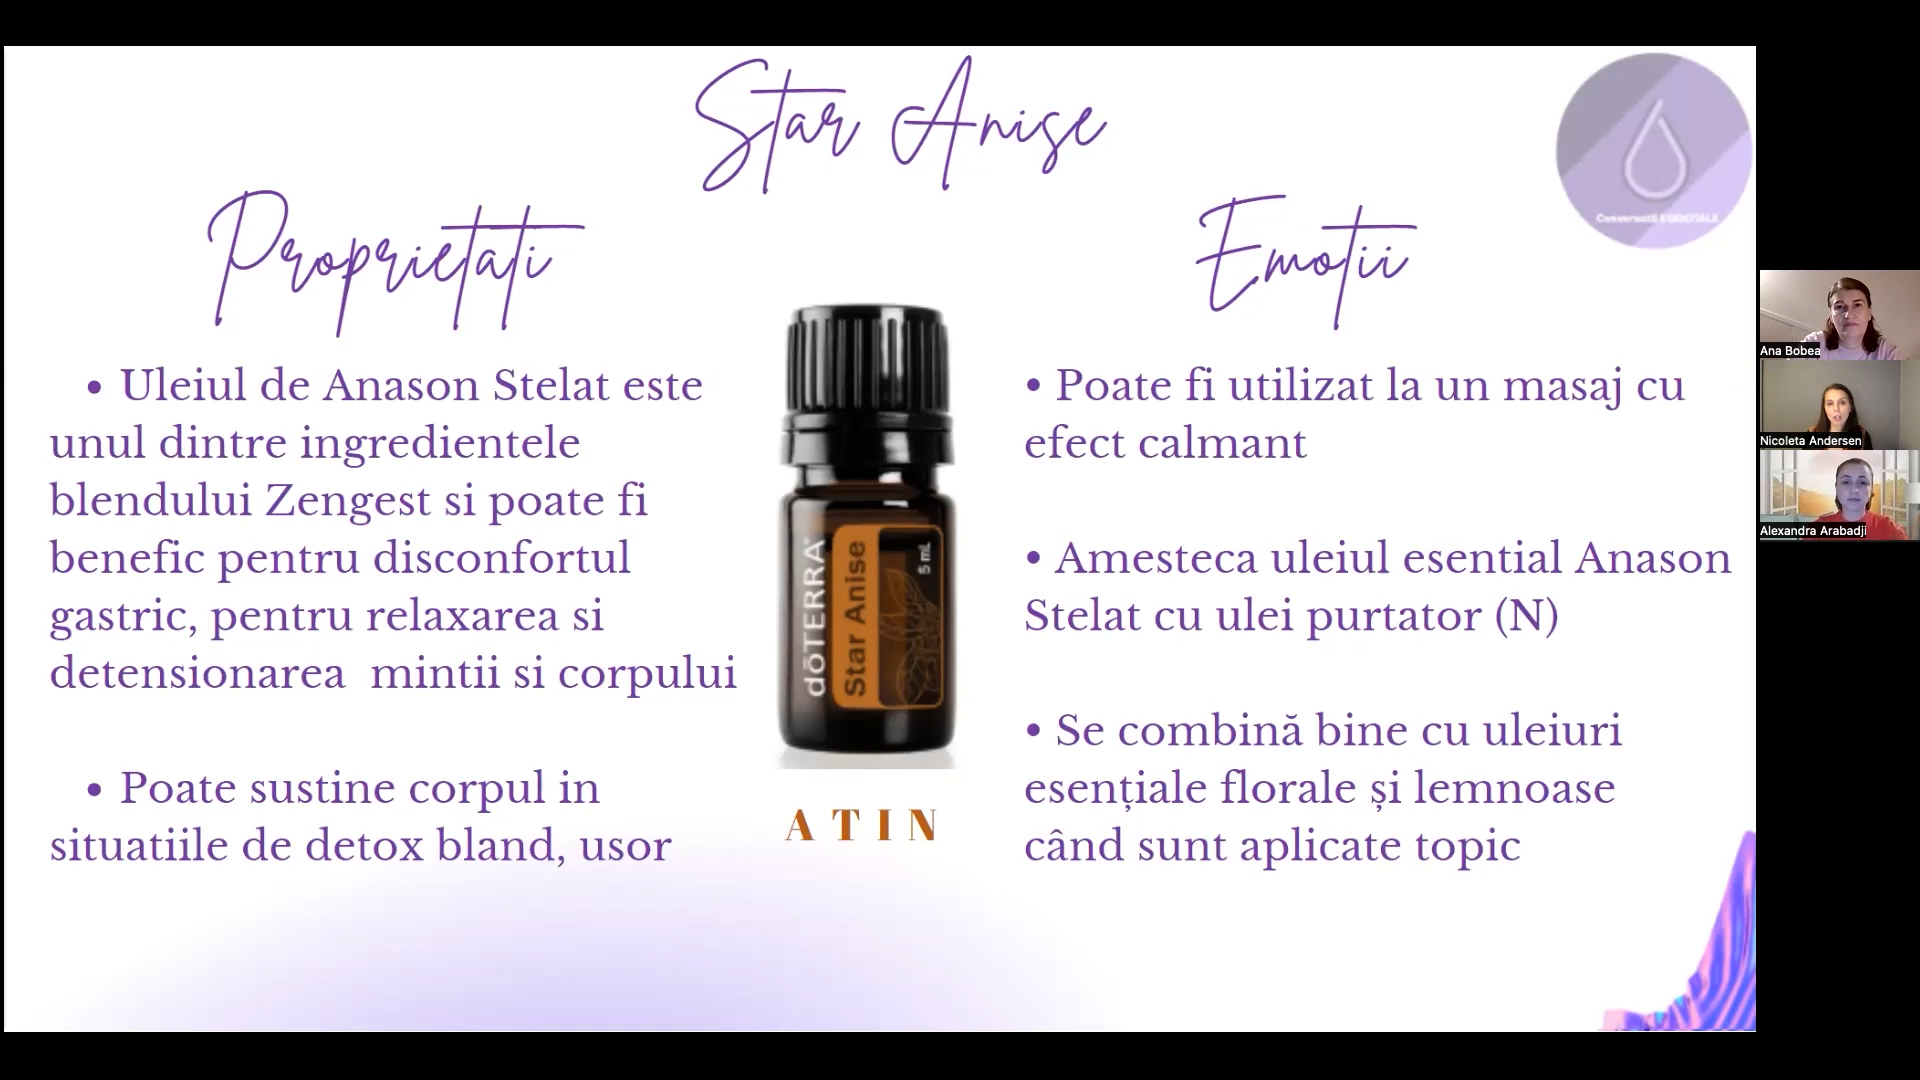 Star Anise
Proprietati
• Uleiul de Anason Stelat este
unul dintre ingredientele
blendului Zengest si poate fi
benefic pentru disconfortul
gastric, pentru relaxarea si
detensionarea mintii si corpului
• Poate sustine corpul in
situatiile de detox bland, usor
dōTERRA
Star Anise
5 mL
ATIN
Emotii
• Poate fi utilizat la un masaj cu
efect calmant
• Amesteca uleiul esential Anason
Stelat cu ulei purtator (N)
• Se combină bine cu uleiuri
esențiale florale și lemnoase
când sunt aplicate topic
Conversatii ESENTIALE
Ana Bobea
Nicoleta Andersen
Alexandra Arabadji